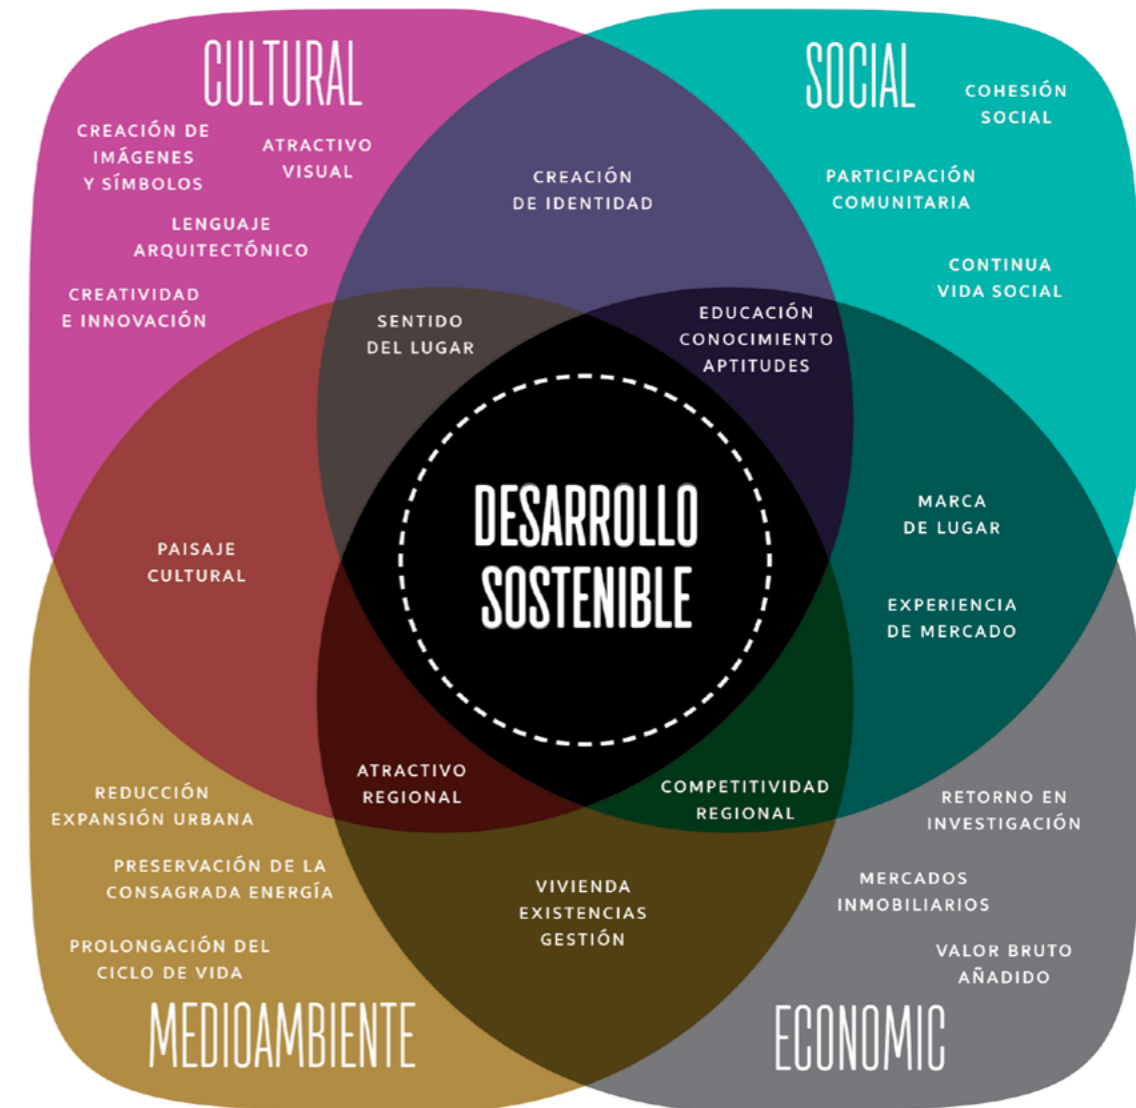 CULTURAL
CREACIÓN DE
IMÁGENES
Y SÍMBOLOS
ATRACTIVO
VISUAL
LENGUAJE
ARQUITECTÓNICO
CREATIVIDAD
E INNOVACIÓN
CREACIÓN
DE IDENTIDAD
SOCIAL
COHESIÓN
SOCIAL
PARTICIPACIÓN
COMUNITARIA
CONTINUA
VIDA SOCIAL
SENTIDO
DEL LUGAR
EDUCACIÓN
CONOCIMIENTO
APTITUDES
DESARROLLO
SOSTENIBLE
PAISAJE
CULTURAL
MARCA
DE LUGAR
EXPERIENCIA
DE MERCADO
ATRACTIVO
REGIONAL
COMPETITIVIDAD
REGIONAL
REDUCCIÓN
EXPANSIÓN URBANA
PRESERVACIÓN DE LA
CONSAGRADA ENERGÍA
PROLONGACIÓN DEL
CICLO DE VIDA
MEDIOAMBIENTE
VIVIENDA
EXISTENCIAS
GESTIÓN
RETORNO EN
INVESTIGACIÓN
MERCADOS
INMOBILIARIOS
VALOR BRUTO
AÑADIDO
ECONOMIC